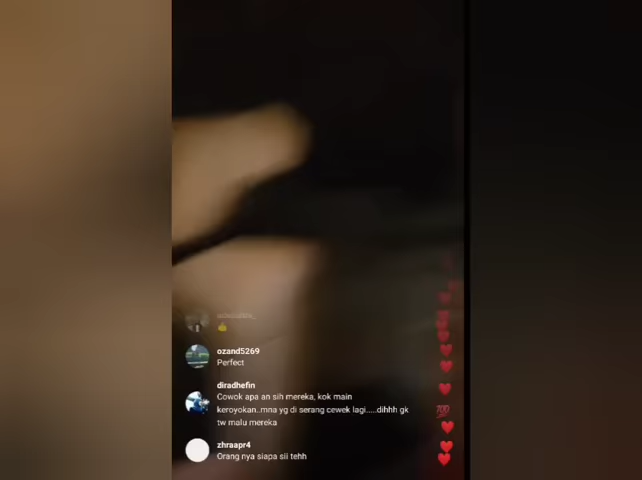 ozand5269
Perfect
diradhefin
Cowok apa an sih mereka, kok main
keroyokan..mna yg di serang cewek lagi.....dihhh gk
tw malu mereka
zhraapr4
Orang nya siapa sii tehh